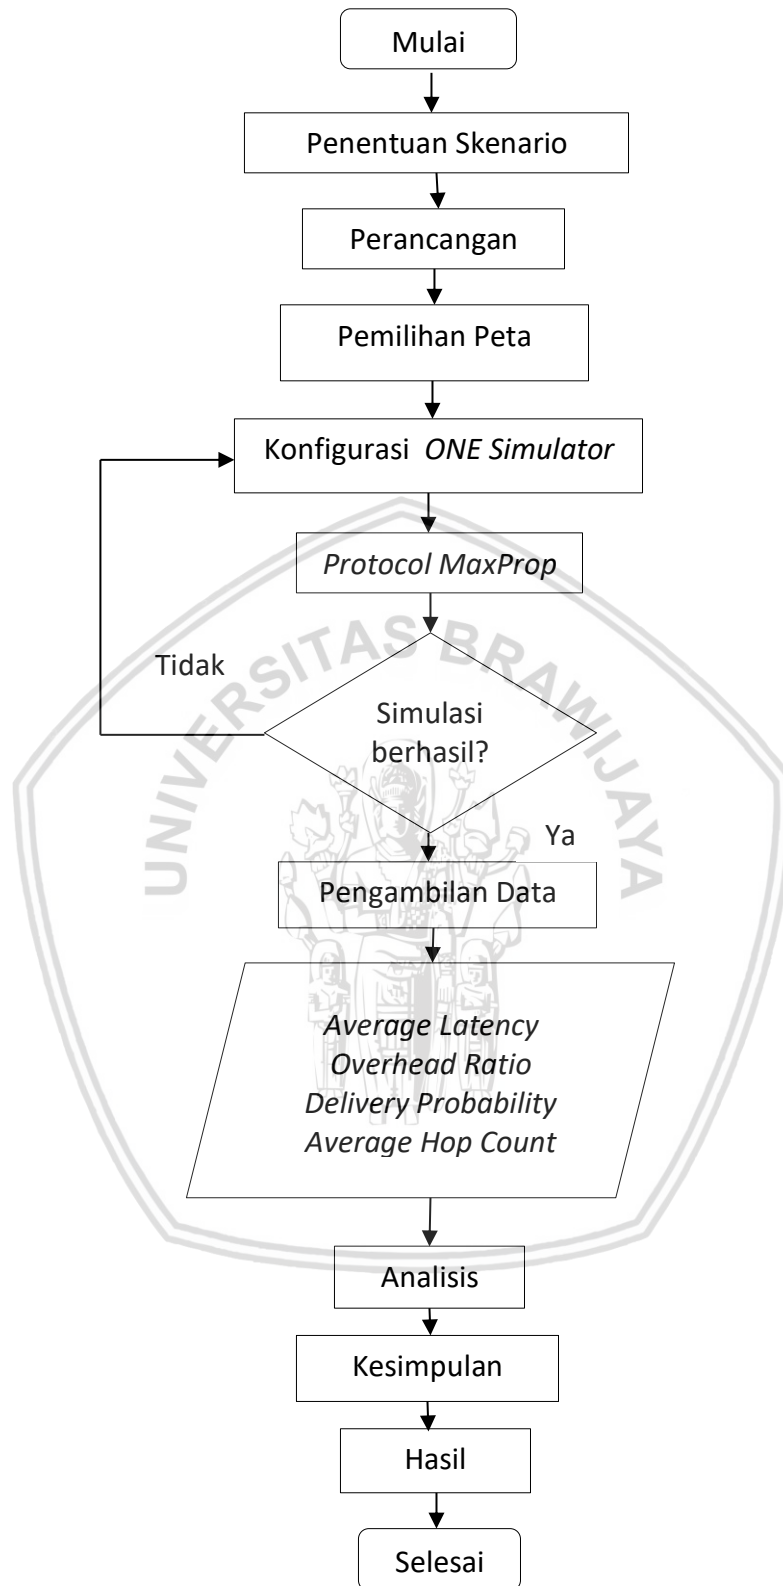 Mulai
Penentuan Skenario
Perancangan
Pemilihan Peta
Konfigurasi ONE Simulator
Protocol MaxProp
Tidak
Simulasi
berhasil?
Ya
Pengambilan Data
Average Latency
Overhead Ratio
Delivery Probability
Average Hop Count
Analisis
Kesimpulan
Hasil
Selesai
UNIVERSITAS BRAWIJAYA